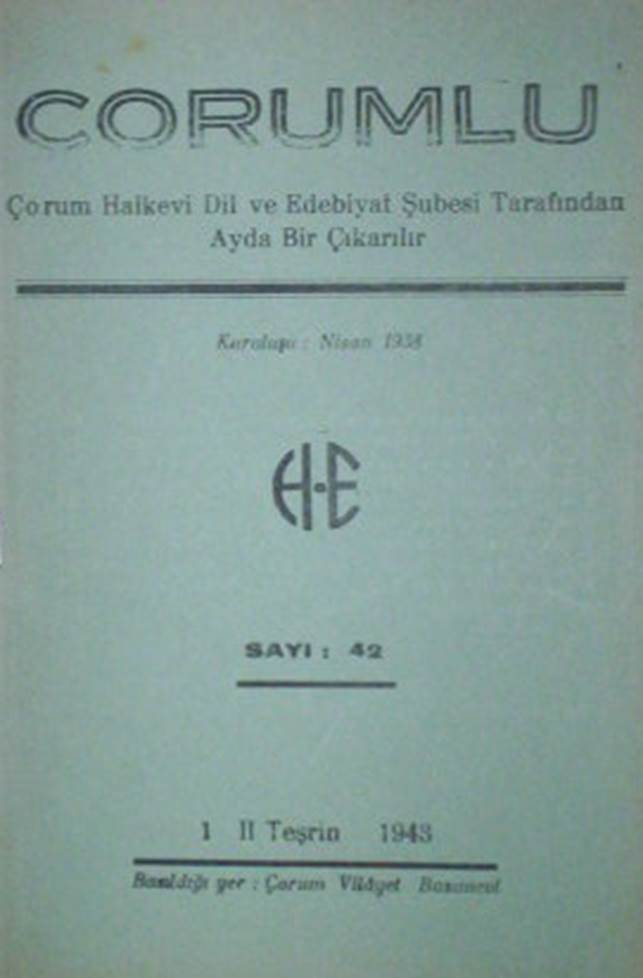 CORUMLU
Çorum Halkevi Dil ve Edebiyat Şubesi Tarafından
Ayda Bir Çıkarılır
Kuruluşu : Nisan 1938
H·E
SAYI : 42
1 II Teşrin 1943
Basıldığı yer : Çorum Vilâyet Basımevi